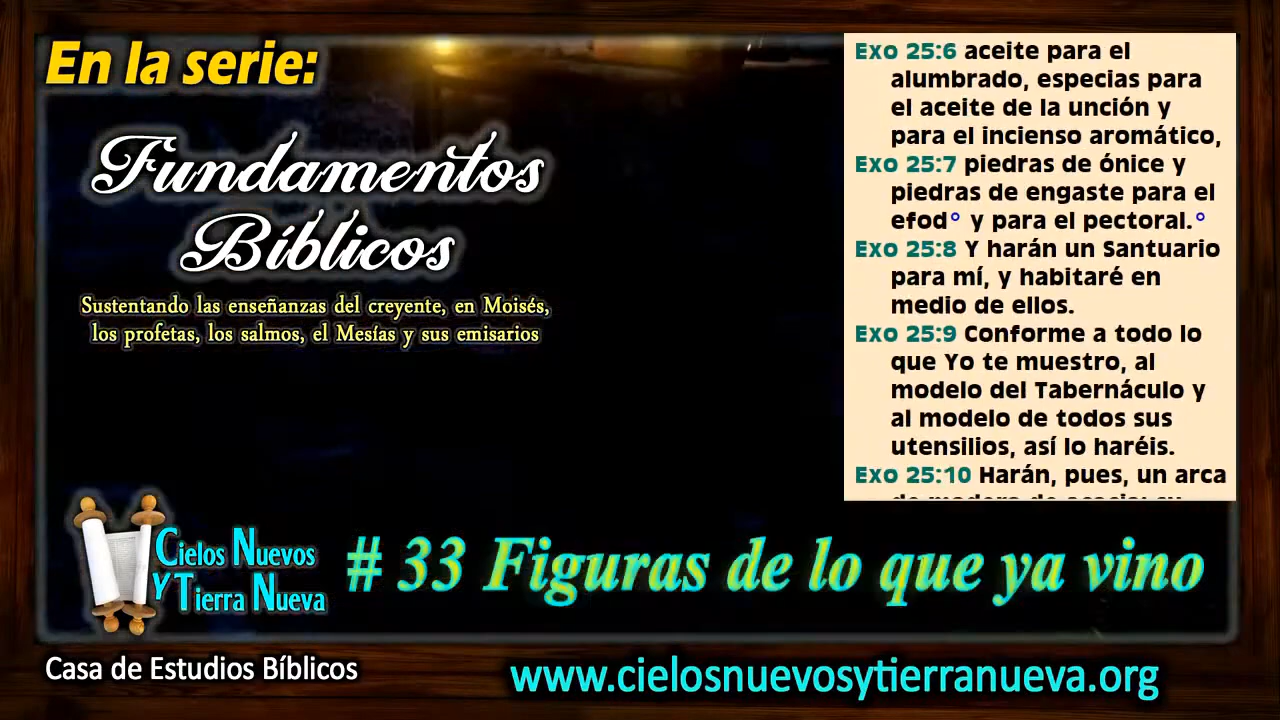 En la serie:
Fundamentos
Bíblicos
Sustentando las enseñanzas del creyente, en Moisés,
los profetas, los salmos, el Mesías y sus emisarios
Exo 25:6 aceite para el
alumbrado, especias para
el aceite de la unción y
para el incienso aromático,
Exo 25:7 piedras de ónice y
piedras de engaste para el
efod° y para el pectoral.°
Exo 25:8 Y harán un Santuario
para mí, y habitaré en
medio de ellos.
Exo 25:9 Conforme a todo lo
que Yo te muestro, al
modelo del Tabernáculo y
al modelo de todos sus
utensilios, así lo haréis.
Exo 25:10 Harán, pues, un arca
de madera de acacia; su
Cielos Nuevos
Y Tierra Nueva
# 33 Figuras de lo que ya vino
Casa de Estudios Bíblicos
www.cielosnuevosytierranueva.org